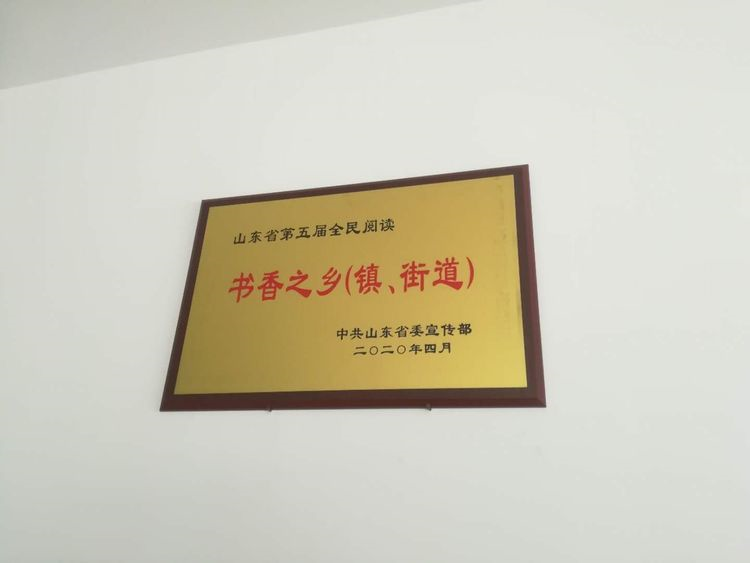 山东省第五届全民阅读
书香之乡(镇、街道)
中共山东省委宣传部
二〇二〇年四月